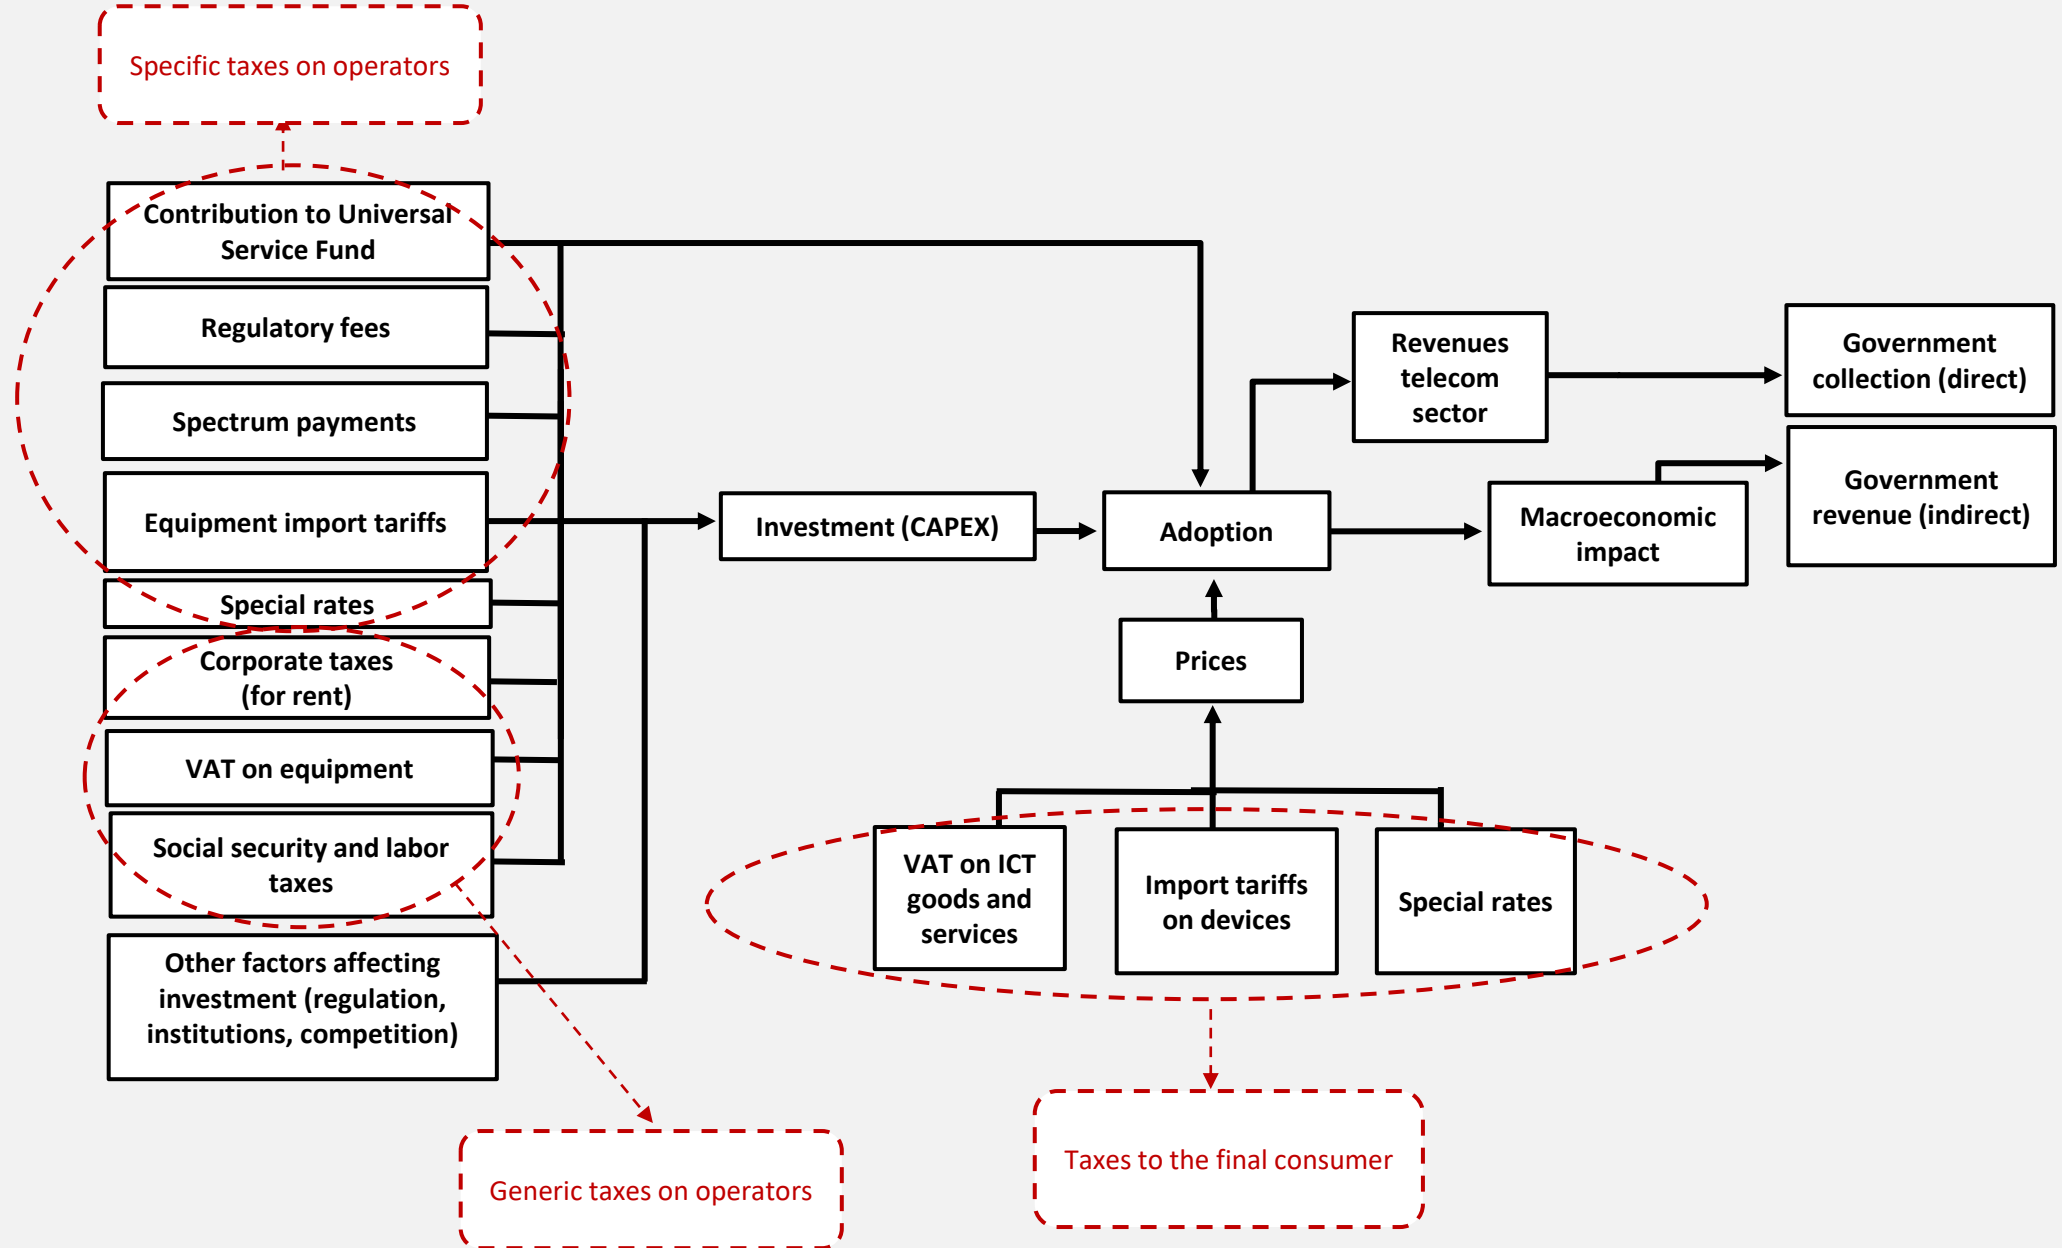 Specific taxes on operators
Contribution to Universal
Service Fund
Regulatory fees
Spectrum payments
Equipment import tariffs
Special rates
Corporate taxes
(for rent)
VAT on equipment
Social security and labor
taxes
Other factors affecting
investment (regulation,
institutions, competition)
Generic taxes on operators
Investment (CAPEX)
Adoption
Prices
VAT on ICT
goods and
services
Import tariffs
on devices
Special rates
Taxes to the final consumer
Revenues
telecom
sector
Macroeconomic
impact
Government
collection (direct)
Government
revenue (indirect)